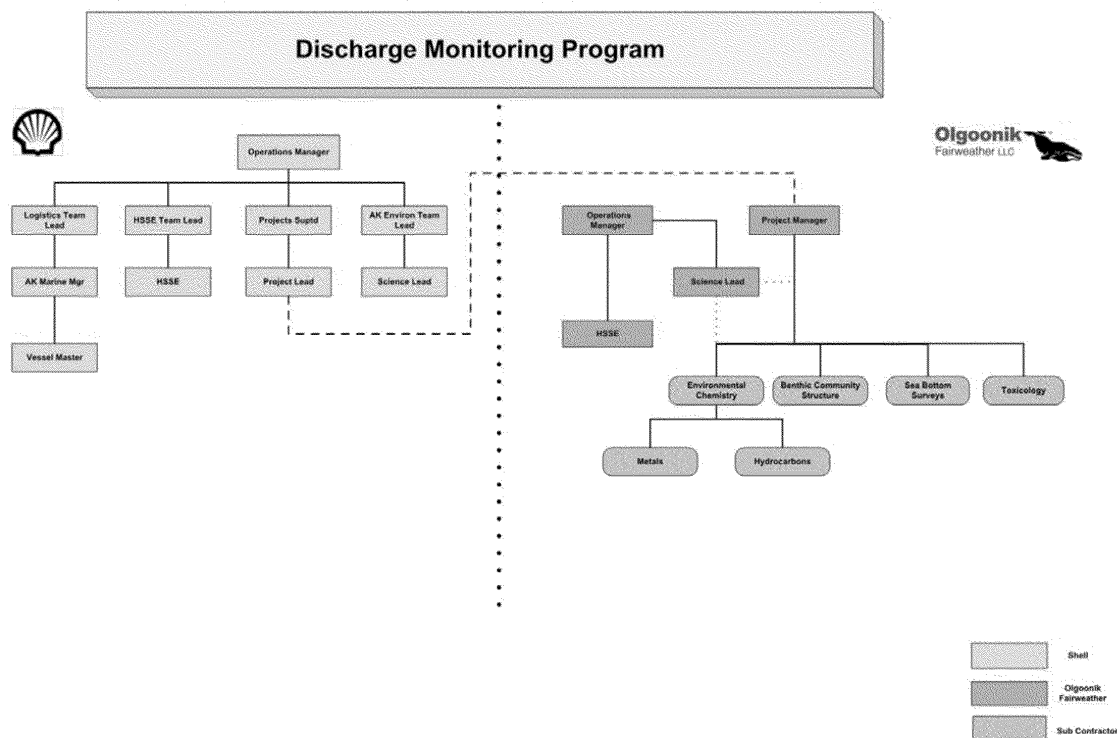 Discharge Monitoring Program
Olgoonik
Fairweather LLC
Operations Manager
Logistics Team
Lead
HSSE Team Lead
Projects Suptd
AK Environ Team
Lead
Operations
Manager
Project Manager
AK Marine Mgr
HSSE
Project Lead
Science Lead
Science Lead
HSSE
Vessel Master
Environmental
Chemistry
Benthic Community
Structure
Sea Bottom
Surveys
Toxicology
Metals
Hydrocarbons
Shell
Olgoonik
Fairweather
Sub Contractor